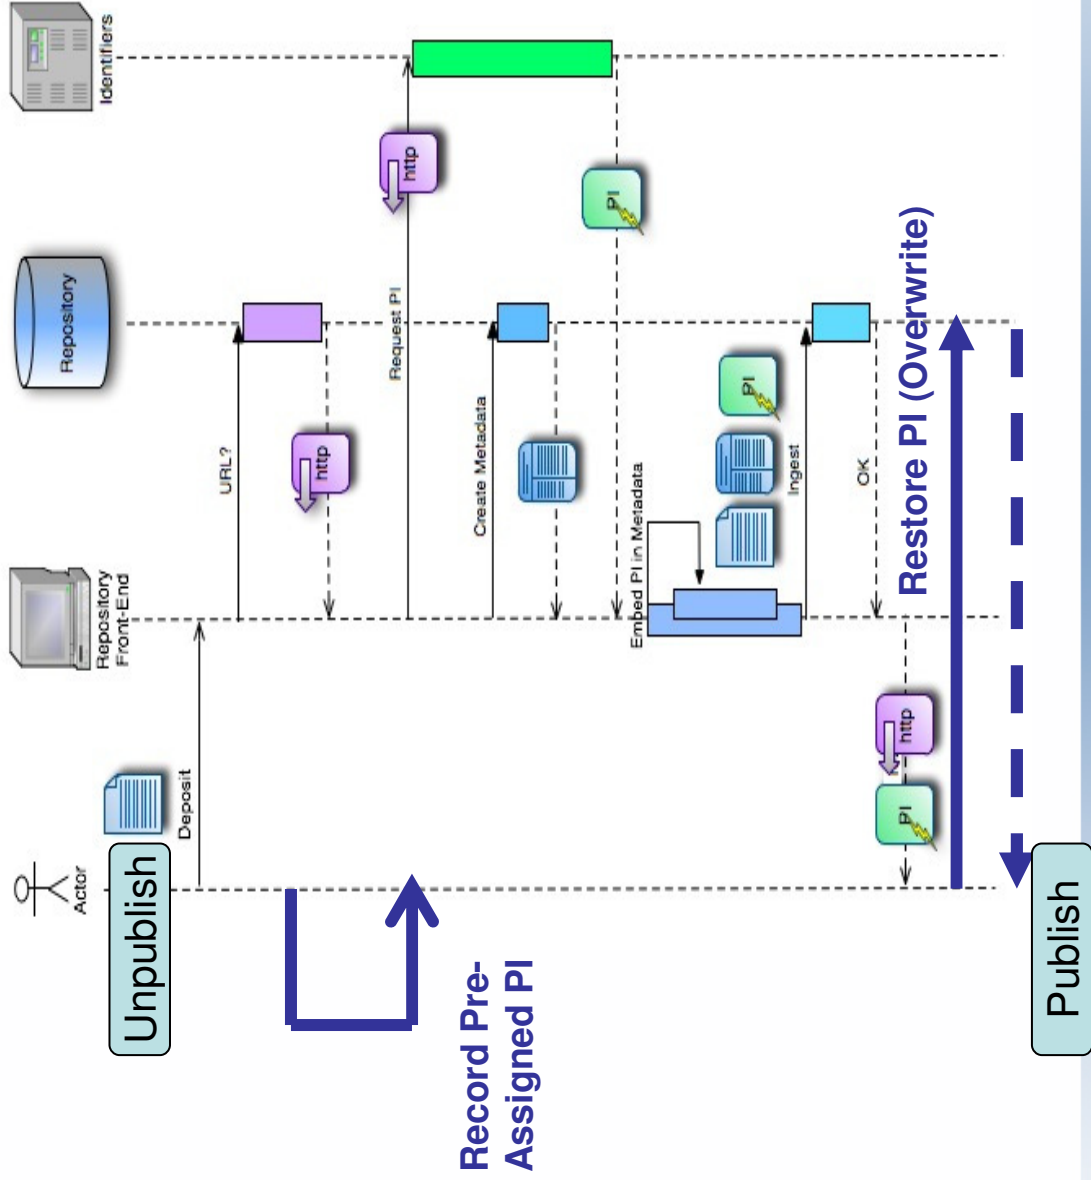 Actor
Repository
Front-End
Repository
Identifiers
Unpublish
Deposit
URL?
http
Record Pre-
Assigned PI
Request PI
http
Create Metadata
PI
Embed PI in Metadata
PI
Ingest
OK
PI
http
Restore PI (Overwrite)
Publish